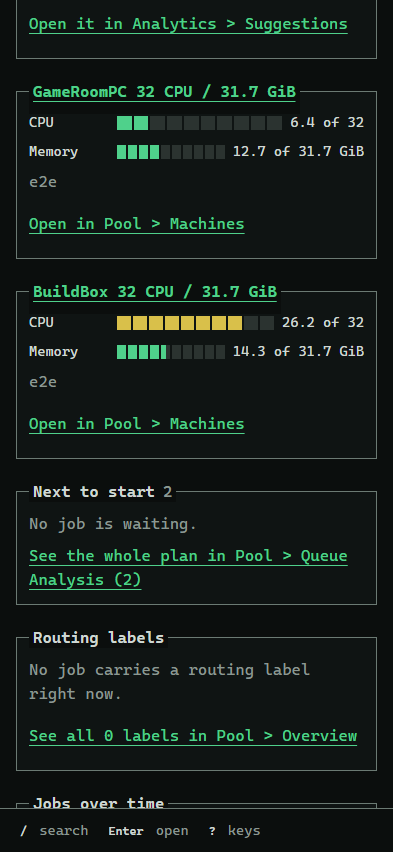 Open it in Analytics > Suggestions
GameRoomPC 32 CPU / 31.7 GiB
CPU 6.4 of 32
Memory 12.7 of 31.7 GiB
e2e
Open in Pool > Machines
BuildBox 32 CPU / 31.7 GiB
CPU 26.2 of 32
Memory 14.3 of 31.7 GiB
e2e
Open in Pool > Machines
Next to start 2
No job is waiting.
See the whole plan in Pool > Queue
Analysis (2)
Routing labels
No job carries a routing label
right now.
See all 0 labels in Pool > Overview
Jobs over time
/ search Enter open ? keys